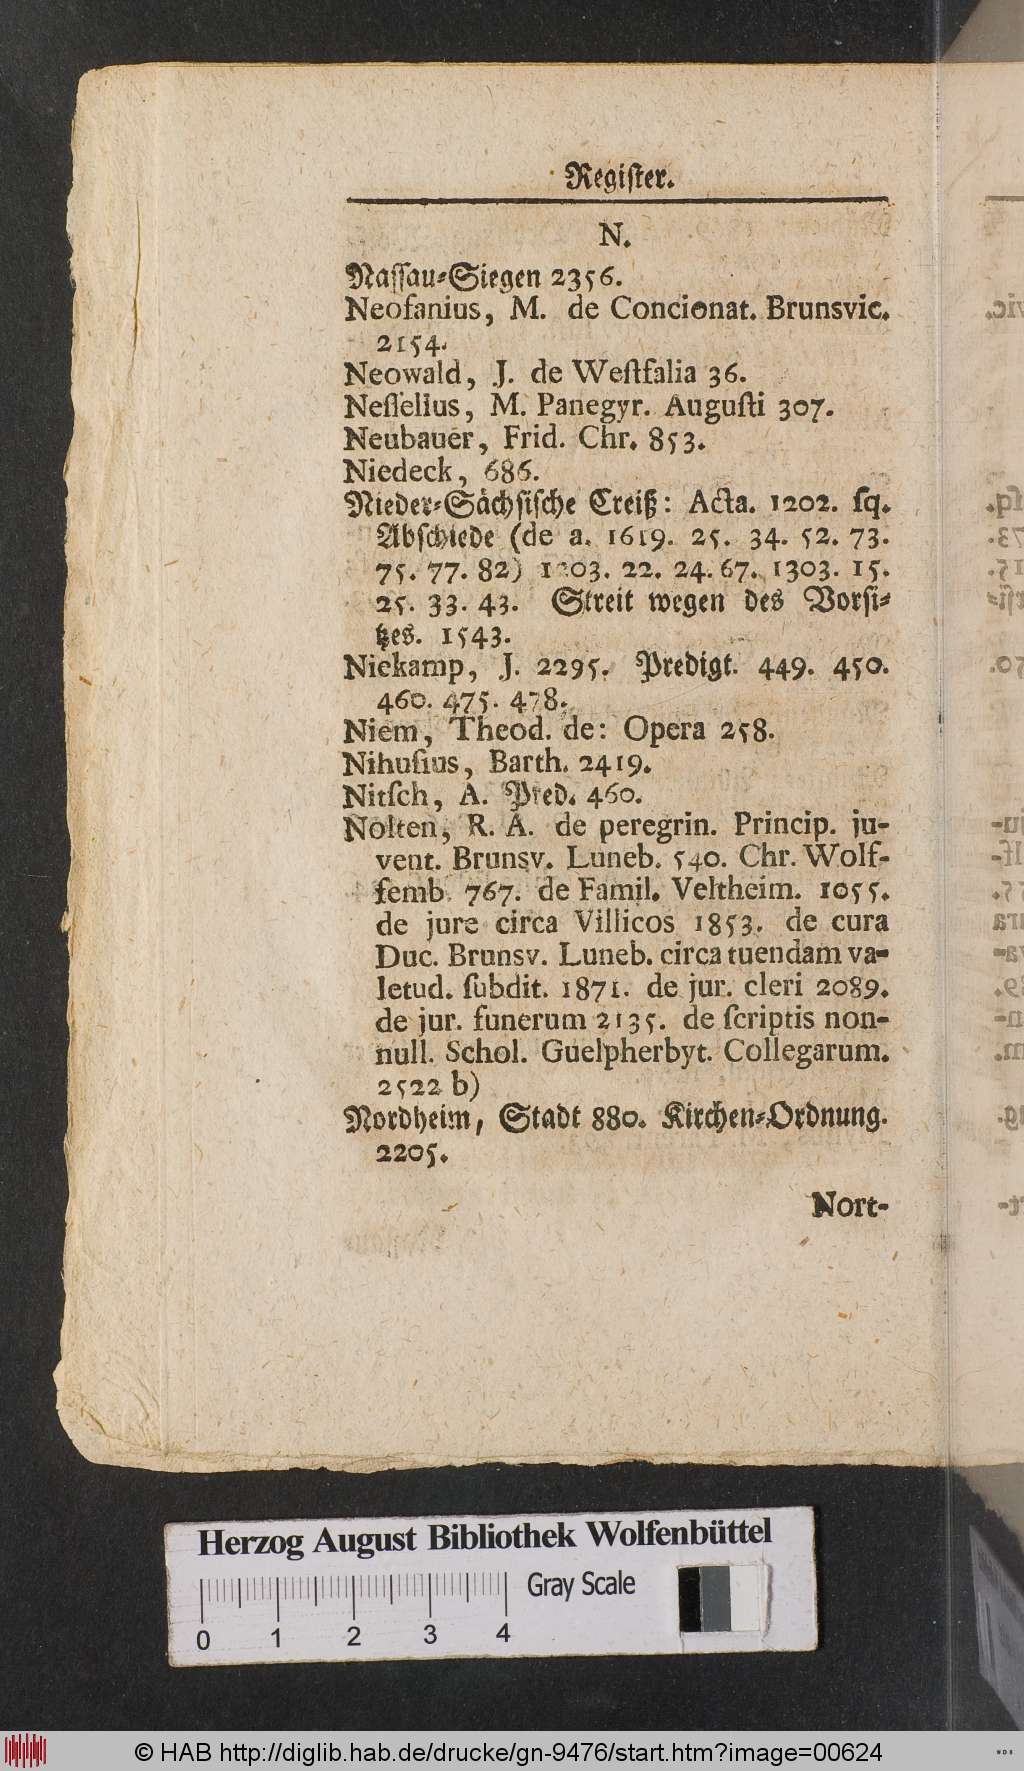 Regiſter.
N.
Naſſau-Siegen 2356.
Neofanius, M. de Concionat. Brunsvic.
2154.
Neowald, J. de Weſtfalia 36.
Neſſelius, M. Panegyr. Auguſti 307.
Neubauer, Frid. Chr. 853.
Niedeck, 686.
Nieder-Sächſiſche Creiß: Acta. 1202. ſq.
Abſchiede (de a. 1619. 25. 34. 52. 73.
75. 77. 82) 1203. 22. 24. 67. 1303. 15.
25. 33. 43. Streit wegen des Vorſi-
tzes. 1543.
Niekamp, J. 2295. Predigt. 449. 450.
460. 475. 478.
Niem, Theod. de: Opera 258.
Nihuſius, Barth. 2419.
Nitſch, A. Pred. 460.
Nolten, R. A. de peregrin. Princip. ju-
vent. Brunsv. Luneb. 540. Chr. Wolf-
femb. 767. de Famil. Veltheim. 1055.
de jure circa Villicos 1853. de cura
Duc. Brunsv. Luneb. circa tuendam va-
letud. ſubdit. 1871. de jur. cleri 2089.
de jur. funerum 2135. de ſcriptis non-
null. Schol. Guelpherbyt. Collegarum.
2522 b)
Nordheim, Stadt 880. Kirchen-Ordnung.
2205.
Nort-
Herzog August Bibliothek Wolfenbüttel
Gray Scale
0 1 2 3 4
© HAB http://diglib.hab.de/drucke/gn-9476/start.htm?image=00624